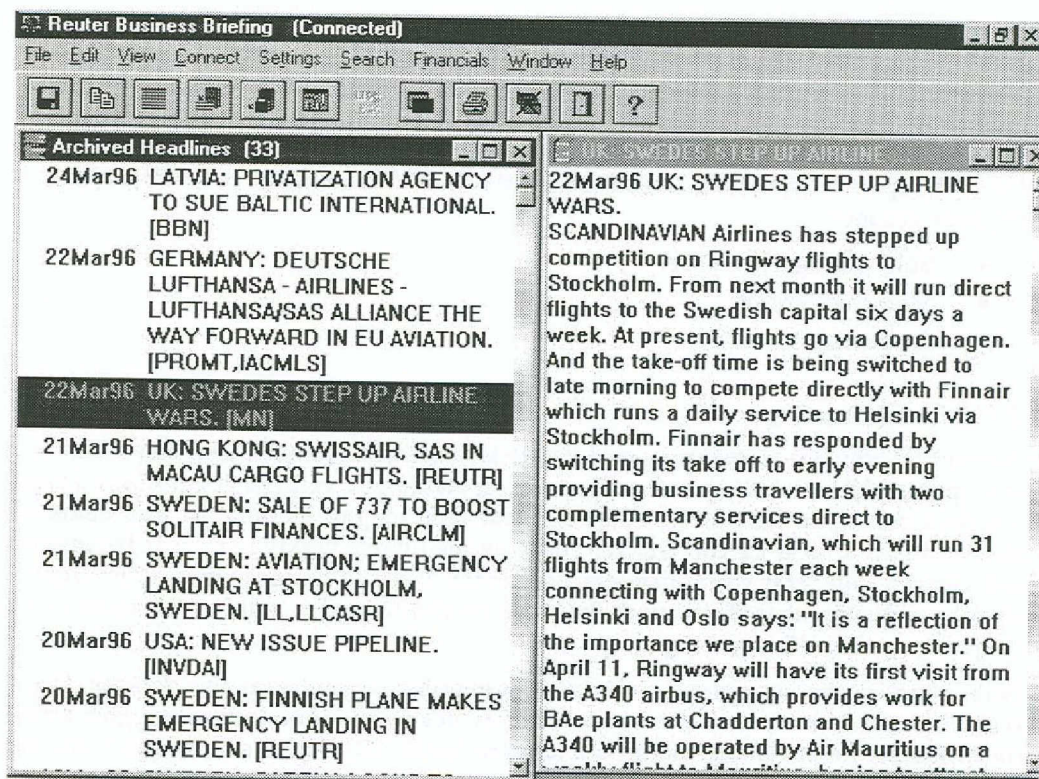 Reuter Business Briefing (Connected)
File Edit View Connect Settings Search Financials Window Help
?
Archived Headlines (33)
24Mar96 LATVIA: PRIVATIZATION AGENCY
TO SUE BALTIC INTERNATIONAL.
[BBN]
22Mar96 GERMANY: DEUTSCHE
LUFTHANSA - AIRLINES -
LUFTHANSA/SAS ALLIANCE THE
WAY FORWARD IN EU AVIATION.
[PROMT,IACMLS]
22Mar96 UK: SWEDES STEP UP AIRLINE
WARS. [MN]
21Mar96 HONG KONG: SWISSAIR, SAS IN
MACAU CARGO FLIGHTS. [REUTR]
21Mar96 SWEDEN: SALE OF 737 TO BOOST
SOLITAIR FINANCES. [AIRCLM]
21Mar96 SWEDEN: AVIATION; EMERGENCY
LANDING AT STOCKHOLM,
SWEDEN. [LL,LLCASR]
20Mar96 USA: NEW ISSUE PIPELINE.
[INVDAI]
20Mar96 SWEDEN: FINNISH PLANE MAKES
EMERGENCY LANDING IN
SWEDEN. [REUTR]
UK: SWEDES STEP UP AIRLINE
22Mar96 UK: SWEDES STEP UP AIRLINE
WARS.
SCANDINAVIAN Airlines has stepped up
competition on Ringway flights to
Stockholm. From next month it will run direct
flights to the Swedish capital six days a
week. At present, flights go via Copenhagen.
And the take-off time is being switched to
late morning to compete directly with Finnair
which runs a daily service to Helsinki via
Stockholm. Finnair has responded by
switching its take off to early evening
providing business travellers with two
complementary services direct to
Stockholm. Scandinavian, which will run 31
flights from Manchester each week
connecting with Copenhagen, Stockholm,
Helsinki and Oslo says: "It is a reflection of
the importance we place on Manchester." On
April 11, Ringway will have its first visit from
the A340 airbus, which provides work for
BAe plants at Chadderton and Chester. The
A340 will be operated by Air Mauritius on a